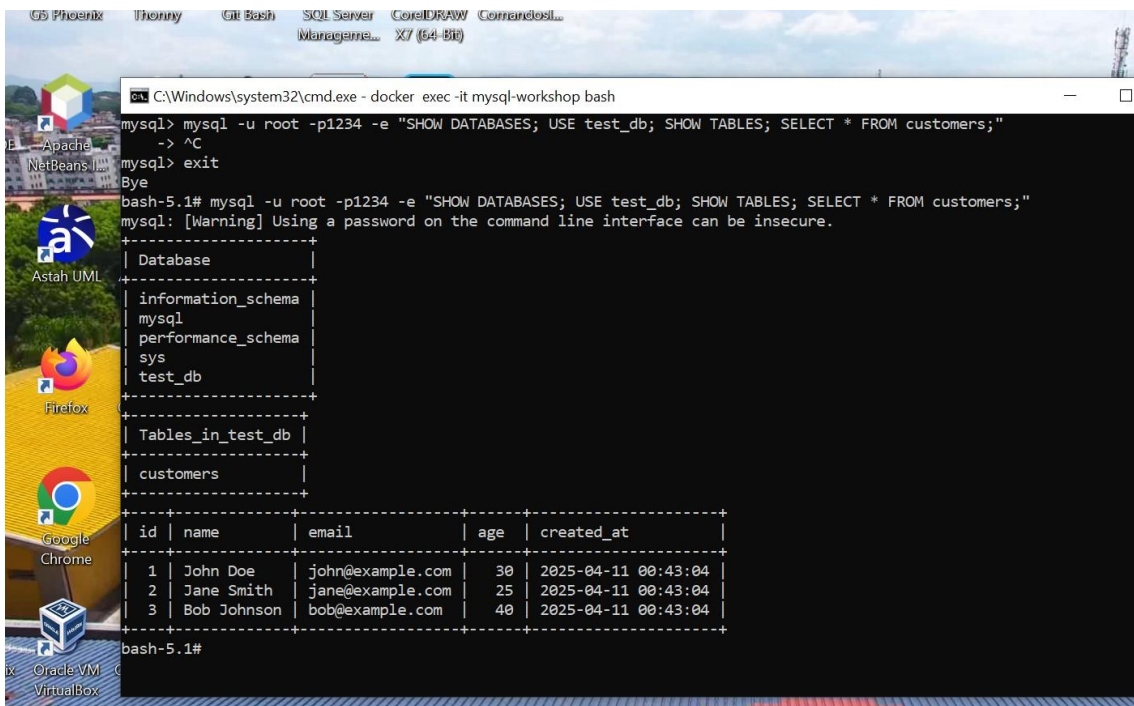 G5 Phoenix Thonny Git Bash SQL Server CorelDRAW Comandosl...
Manageme... X7 (64-Bit)
C:\Windows\system32\cmd.exe - docker exec -it mysql-workshop bash
mysql> mysql -u root -p1234 -e "SHOW DATABASES; USE test_db; SHOW TABLES; SELECT * FROM customers;"
    -> ^C
mysql> exit
Bye
bash-5.1# mysql -u root -p1234 -e "SHOW DATABASES; USE test_db; SHOW TABLES; SELECT * FROM customers;"
mysql: [Warning] Using a password on the command line interface can be insecure.
+--------------------+
| Database           |
+--------------------+
| information_schema |
| mysql              |
| performance_schema |
| sys                |
| test_db            |
+--------------------+
+-------------------+
| Tables_in_test_db |
+-------------------+
| customers         |
+-------------------+
+----+-------------+------------------+------+---------------------+
| id | name        | email            | age  | created_at          |
+----+-------------+------------------+------+---------------------+
|  1 | John Doe    | john@example.com |   30 | 2025-04-11 00:43:04 |
|  2 | Jane Smith  | jane@example.com |   25 | 2025-04-11 00:43:04 |
|  3 | Bob Johnson | bob@example.com  |   40 | 2025-04-11 00:43:04 |
+----+-------------+------------------+------+---------------------+
bash-5.1#
Apache
NetBeans I...
Astah UML
Firefox
Google
Chrome
Oracle VM
VirtualBox